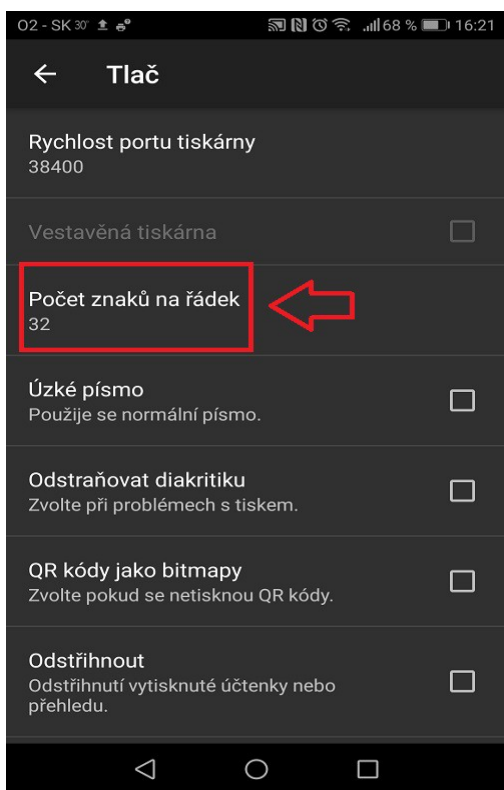 O2 - SK 30° 68 % 16:21
Tlač
Rychlost portu tiskárny
38400
Vestavěná tiskárna
Počet znaků na řádek
32
Úzké písmo
Použije se normální písmo.
Odstraňovat diakritiku
Zvolte při problémech s tiskem.
QR kódy jako bitmapy
Zvolte pokud se netisknou QR kódy.
Odstřihnout
Odstřihnutí vytisknuté účtenky nebo
přehledu.